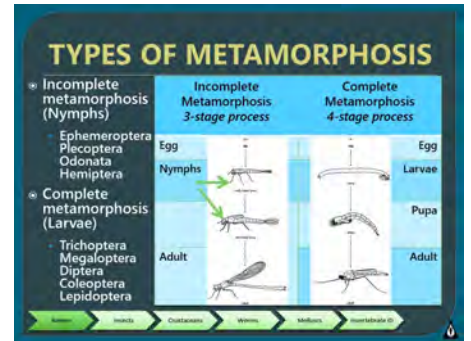 TYPES OF METAMORPHOSIS
Incomplete
metamorphosis
(Nymphs)
Ephemeroptera
Plecoptera
Odonata
Hemiptera
Complete
metamorphosis
(Larvae)
Trichoptera
Megaloptera
Diptera
Coleoptera
Lepidoptera
Incomplete
Metamorphosis
3-stage process
Complete
Metamorphosis
4-stage process
Egg
Egg
Nymphs
Larvae
Pupa
Adult
Adult
Insects
Crustaceans
Worms
Molluscs
Invertebrate ID